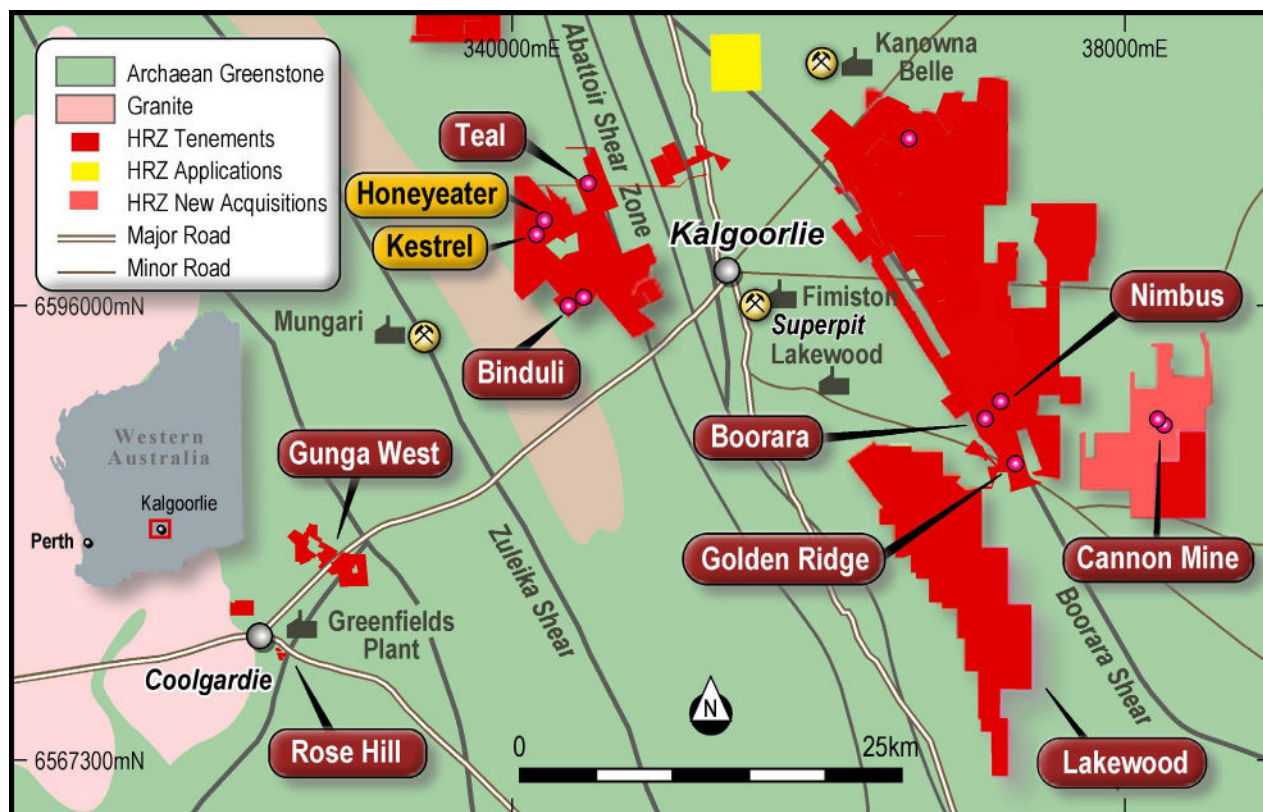 340000mE
38000mE
Archaean Greenstone
Granite
HRZ Tenements
HRZ Applications
HRZ New Acquisitions
Major Road
Minor Road
Abattoir Shear Zone
Kanowna
Belle
Teal
Honeyeater
Kestrel
Kalgoorlie
6596000mN
Mungari
Fimiston
Superpit
Lakewood
Nimbus
Binduli
Boorara
Western
Australia
Kalgoorlie
Perth
Gunga West
Zuleika Shear
Golden Ridge
Cannon Mine
Boorara Shear
Greenfields
Plant
Coolgardie
Rose Hill
N
0
25km
Lakewood
6567300mN